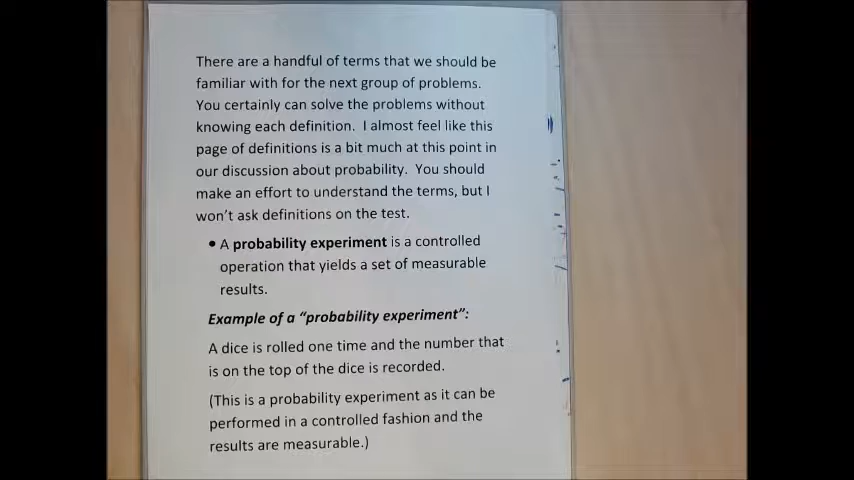 There are a handful of terms that we should be
familiar with for the next group of problems.
You certainly can solve the problems without
knowing each definition.  I almost feel like this
page of definitions is a bit much at this point in
our discussion about probability.  You should
make an effort to understand the terms, but I
won't ask definitions on the test.
• A probability experiment is a controlled
operation that yields a set of measurable
results.
Example of a “probability experiment”:
A dice is rolled one time and the number that
is on the top of the dice is recorded.
(This is a probability experiment as it can be
performed in a controlled fashion and the
results are measurable.)